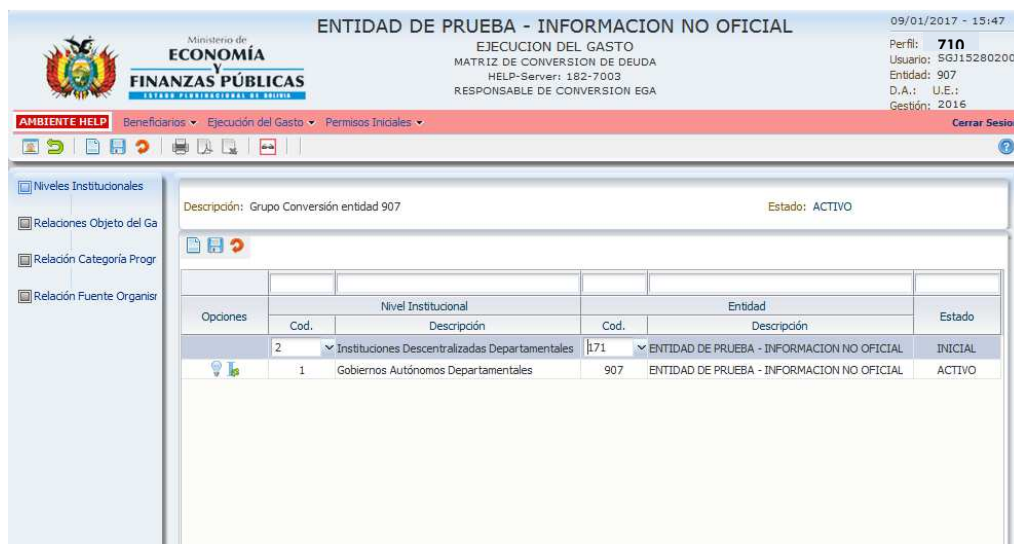 Ministerio de
ECONOMÍA
Y
FINANZAS PÚBLICAS
ESTADO PLURINACIONAL DE BOLIVIA
ENTIDAD DE PRUEBA - INFORMACION NO OFICIAL
EJECUCION DEL GASTO
MATRIZ DE CONVERSION DE DEUDA
HELP-Server: 182-7003
RESPONSABLE DE CONVERSION EGA
09/01/2017 - 15:47
Perfil: 710
Usuario: SGJ15280200
Entidad: 907
D.A.: U.E.:
Gestión: 2016
AMBIENTE HELP Beneficiarios Ejecución del Gasto Permisos Iniciales Cerrar Sesio
Niveles Institucionales
Relaciones Objeto del Ga
Relación Categoría Progr
Relación Fuente Organisr
Descripción: Grupo Conversión entidad 907 Estado: ACTIVO
Opciones Nivel Institucional Entidad Estado
Cod. Descripción Cod. Descripción
2 Instituciones Descentralizadas Departamentales 171 ENTIDAD DE PRUEBA - INFORMACION NO OFICIAL INICIAL
1 Gobiernos Autónomos Departamentales 907 ENTIDAD DE PRUEBA - INFORMACION NO OFICIAL ACTIVO